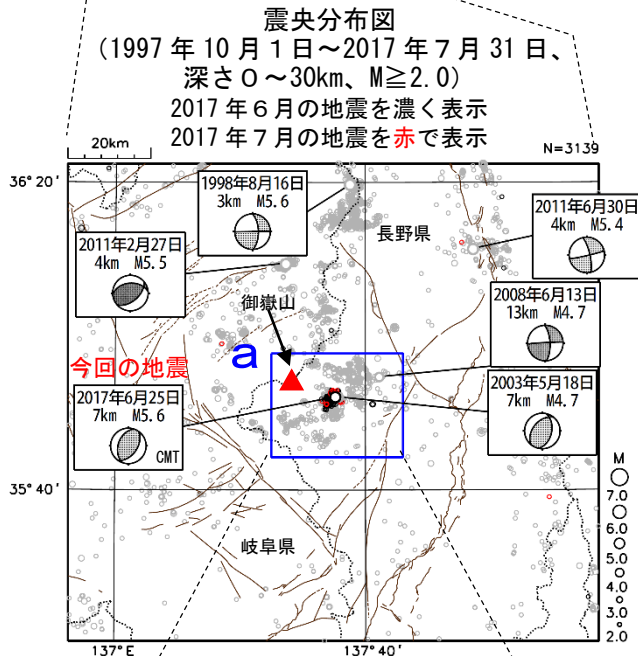 震央分布図
(1997年10月1日~2017年7月31日、
深さ0~30km、M≧2.0)
2017年6月の地震を濃く表示
2017年7月の地震を赤で表示
20km
N=3139
36°20′
1998年8月16日
3km M5.6
長野県
2011年6月30日
4km M5.4
2011年2月27日
4km M5.5
御嶽山
2008年6月13日
13km M4.7
a
今回の地震
2017年6月25日
7km M5.6
CMT
2003年5月18日
7km M4.7
35°40′
岐阜県
M
7.0
6.0
5.0
4.0
3.0
2.0
137°E
137°40′